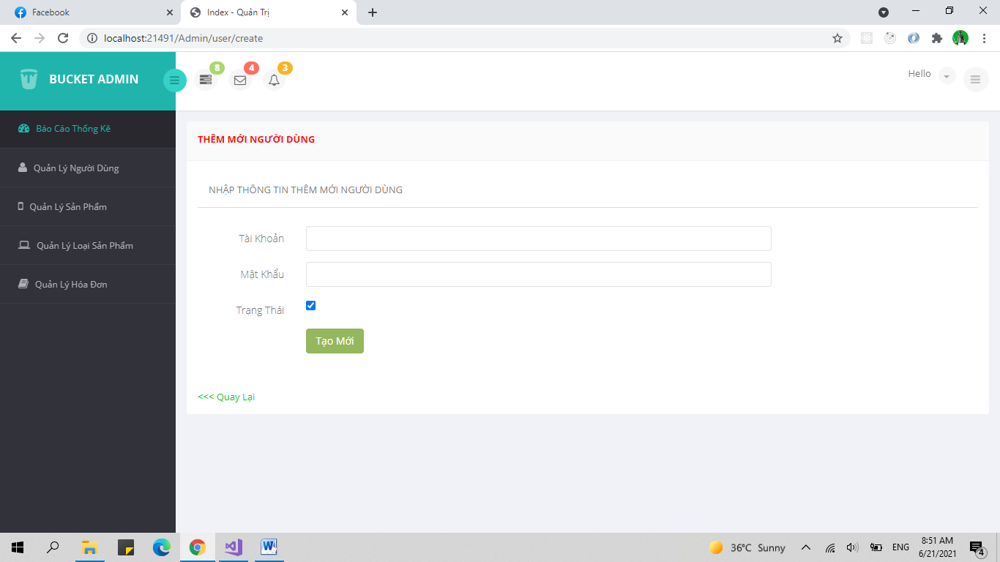 Facebook
Index - Quản Trị
localhost:21491/Admin/user/create
BUCKET ADMIN
8
4
3
Hello
Báo Cáo Thống Kê
Quản Lý Người Dùng
Quản Lý Sản Phẩm
Quản Lý Loại Sản Phẩm
Quản Lý Hóa Đơn
THÊM MỚI NGƯỜI DÙNG
NHẬP THÔNG TIN THÊM MỚI NGƯỜI DÙNG
Tài Khoản
Mật Khẩu
Trạng Thái
Tạo Mới
<<< Quay Lại
36°C Sunny
ENG
8:51 AM
6/21/2021
4